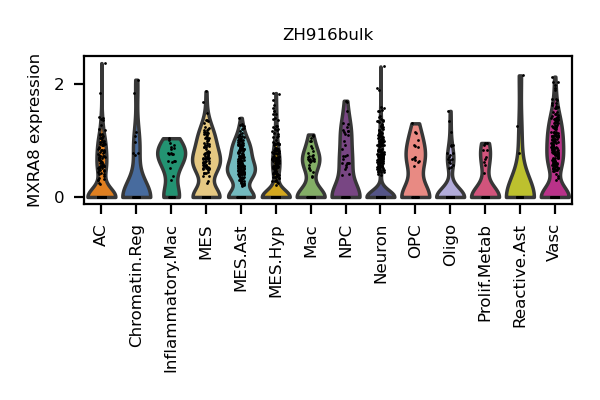 ZH916bulk
MXRA8 expression
2
0
AC
Chromatin.Reg
Inflammatory.Mac
MES
MES.Ast
MES.Hyp
Mac
NPC
Neuron
OPC
Oligo
Prolif.Metab
Reactive.Ast
Vasc